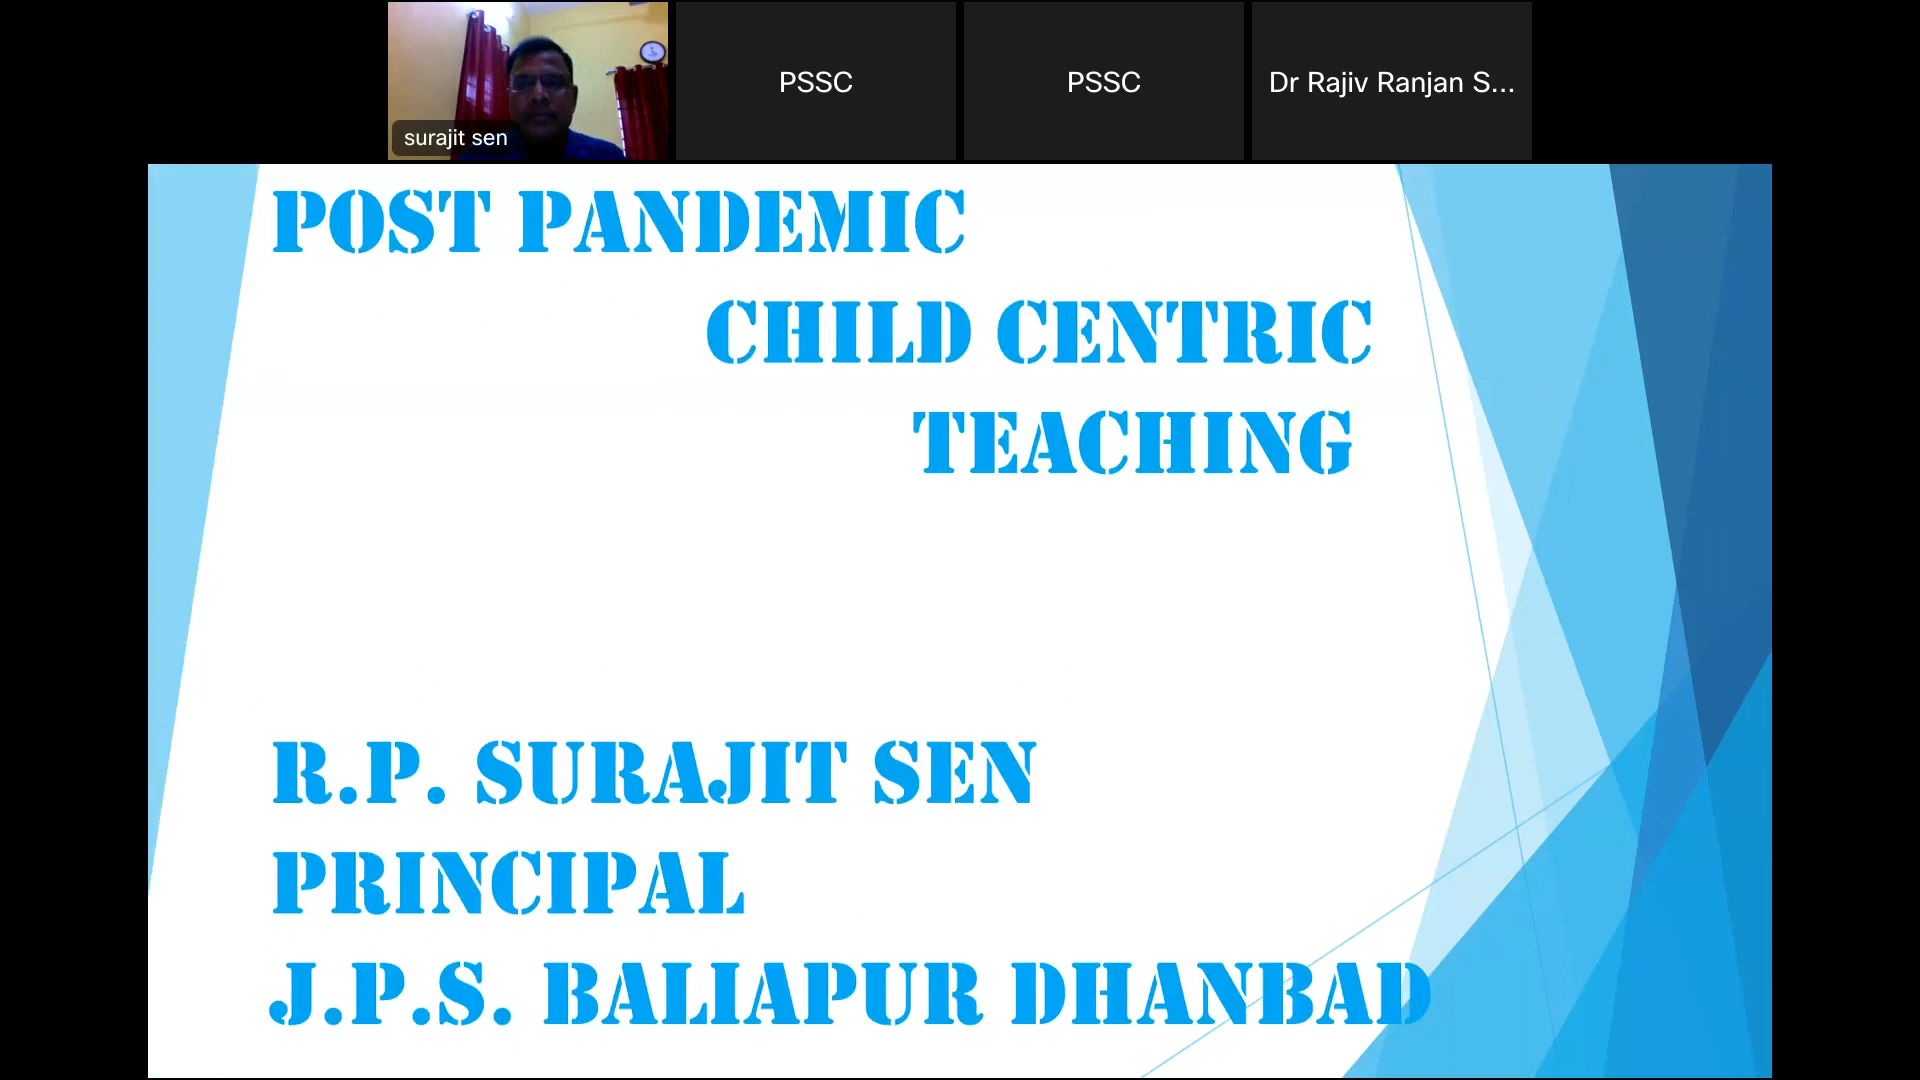 surajit sen
PSSC
PSSC
Dr Rajiv Ranjan S...
POST PANDEMIC
CHILD CENTRIC
TEACHING
R.P. SURAJIT SEN
PRINCIPAL
J.P.S. BALIAPUR DHANBAD